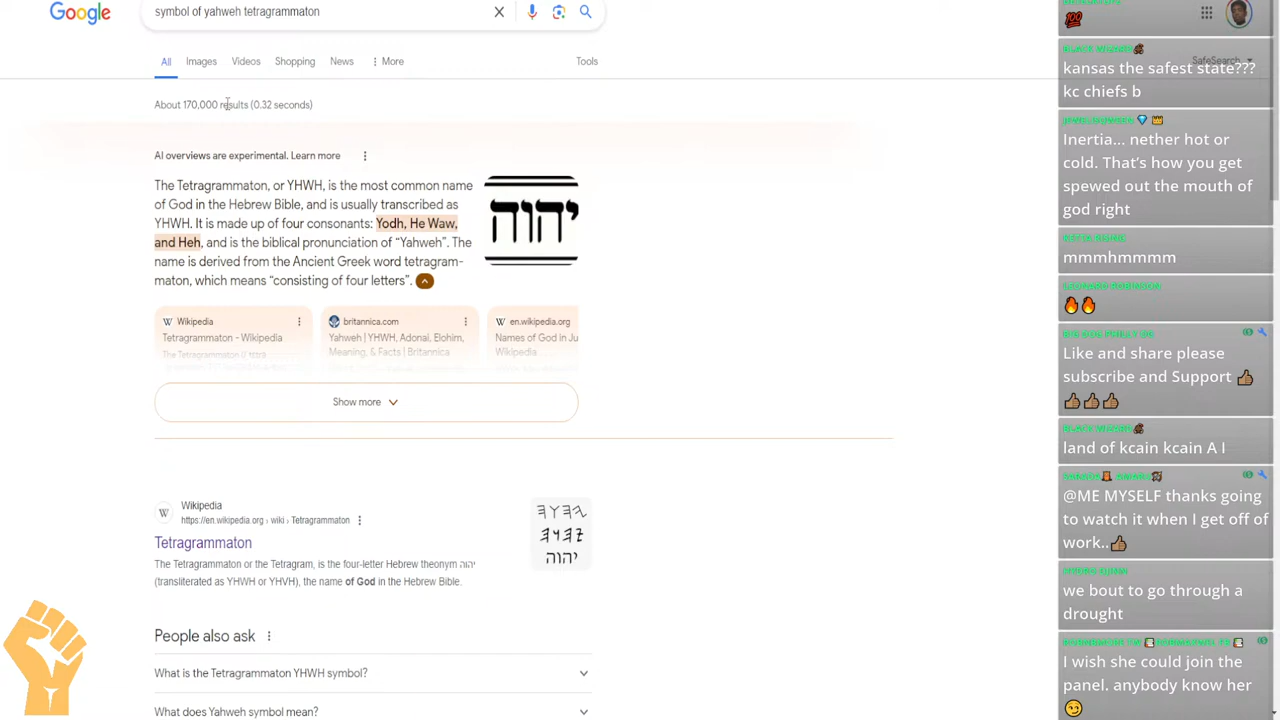 Google
symbol of yahweh tetragrammaton
All
Images
Videos
Shopping
News
More
Tools
SafeSearch
About 170,000 results (0.32 seconds)
AI overviews are experimental. Learn more
The Tetragrammaton, or YHWH, is the most common name
of God in the Hebrew Bible, and is usually transcribed as
YHWH. It is made up of four consonants: Yodh, He Waw,
and Heh, and is the biblical pronunciation of “Yahweh”. The
name is derived from the Ancient Greek word tetragram-
maton, which means “consisting of four letters”.
יהוה
Wikipedia
Tetragrammaton - Wikipedia
britannica.com
Yahweh | YHWH, Adonai, Elohim,
Meaning, & Facts | Britannica
en.wikipedia.org
Names of God in Ju
Wikipedia
Show more
Wikipedia
https://en.wikipedia.org › wiki › Tetragrammaton
Tetragrammaton
The Tetragrammaton or the Tetragram, is the four-letter Hebrew theonym יהוה
(transliterated as YHWH or YHVH), the name of God in the Hebrew Bible.
יהוה
People also ask
What is the Tetragrammaton YHWH symbol?
What does Yahweh symbol mean?
💯
BLACK WIZARD
kansas the safest state???
kc chiefs b
Inertia... nether hot or
cold. That’s how you get
spewed out the mouth of
god right
mmmhmmmm
LEONARD ROBINSON
🔥🔥
BIG DOG PHILLY
Like and share please
subscribe and Support 👍🏽
👍🏽👍🏽👍🏽
BLACK WIZARD
land of kcain kcain A I
@ME MYSELF thanks going
to watch it when I get off of
work..👍🏽
we bout to go through a
drought
I wish she could join the
panel. anybody know her
😏